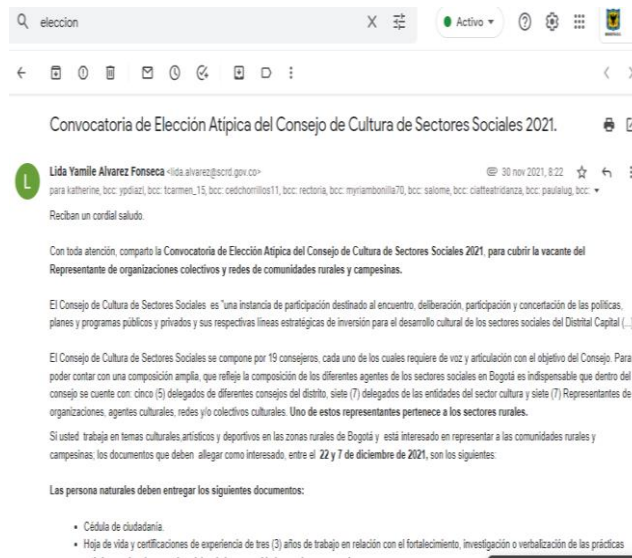 eleccion
Activo
Convocatoria de Elección Atípica del Consejo de Cultura de Sectores Sociales 2021.
Lida Yamile Alvarez Fonseca <lida.alvarez@scrd.gov.co>
30 nov 2021, 8:22
L
para katherine, bcc: ypdiazl, bcc: tcarmen_15, bcc: cedchorrillos11, bcc: rectoria, bcc: myriambonilla70, bcc: salome, bcc: ciatteatridanza, bcc: paulalug, bcc:
Reciban un cordial saludo.
Con toda atención, comparto la Convocatoria de Elección Atípica del Consejo de Cultura de Sectores Sociales 2021, para cubrir la vacante del
Representante de organizaciones colectivos y redes de comunidades rurales y campesinas.
El Consejo de Cultura de Sectores Sociales es "una instancia de participación destinado al encuentro, deliberación, participación y concertación de las políticas,
planes y programas públicos y privados y sus respectivas líneas estratégicas de inversión para el desarrollo cultural de los sectores sociales del Distrital Capital (...)
El Consejo de Cultura de Sectores Sociales se compone por 19 consejeros, cada uno de los cuales requiere de voz y articulación con el objetivo del Consejo. Para
poder contar con una composición amplia, que refleje la composición de los diferentes agentes de los sectores sociales en Bogotá es indispensable que dentro del
consejo se cuente con: cinco (5) delegados de diferentes consejos del distrito, siete (7) delegados de las entidades del sector cultura y siete (7) Representantes de
organizaciones, agentes culturales, redes y/o colectivos culturales. Uno de estos representantes pertenece a los sectores rurales.
Si usted trabaja en temas culturales,artísticos y deportivos en las zonas rurales de Bogotá y está interesado en representar a las comunidades rurales y
campesinas; los documentos que deben allegar como interesado, entre el 22 y 7 de diciembre de 2021, son los siguientes:
Las persona naturales deben entregar los siguientes documentos:
• Cédula de ciudadanía.
• Hoja de vida y certificaciones de experiencia de tres (3) años de trabajo en relación con el fortalecimiento, investigación o verbalización de las prácticas